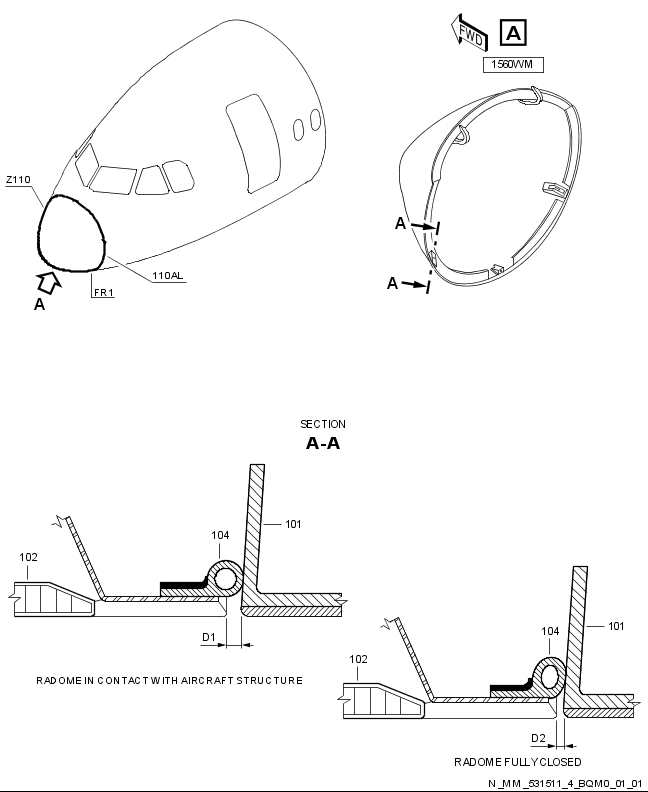 FWD
A
1560VVM
Z110
A
A
110AL
FR1
A
SECTION
A-A
101
104
102
D1
RADOME IN CONTACT WITH AIRCRAFT STRUCTURE
104
101
102
D2
RADOME FULLY CLOSED
N_MM_531511_4_BQM0_01_01